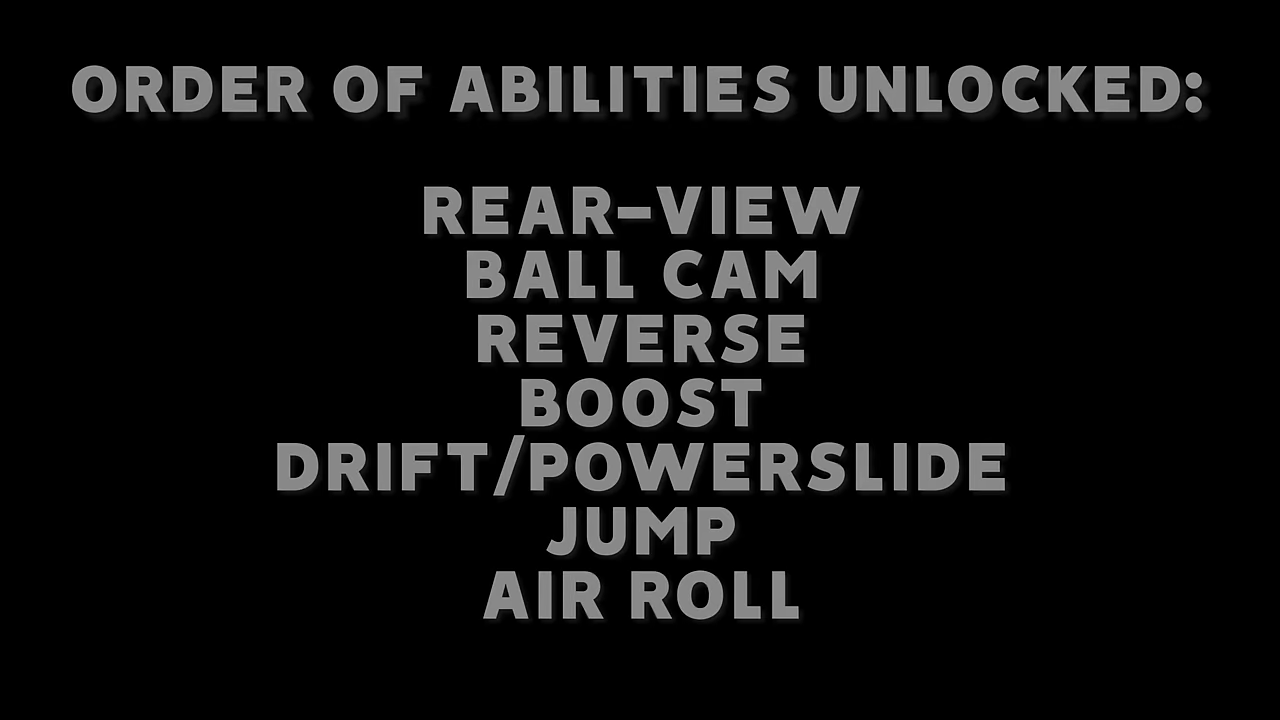 ORDER OF ABILITIES UNLOCKED:
REAR-VIEW
BALL CAM
REVERSE
BOOST
DRIFT/POWERSLIDE
JUMP
AIR ROLL